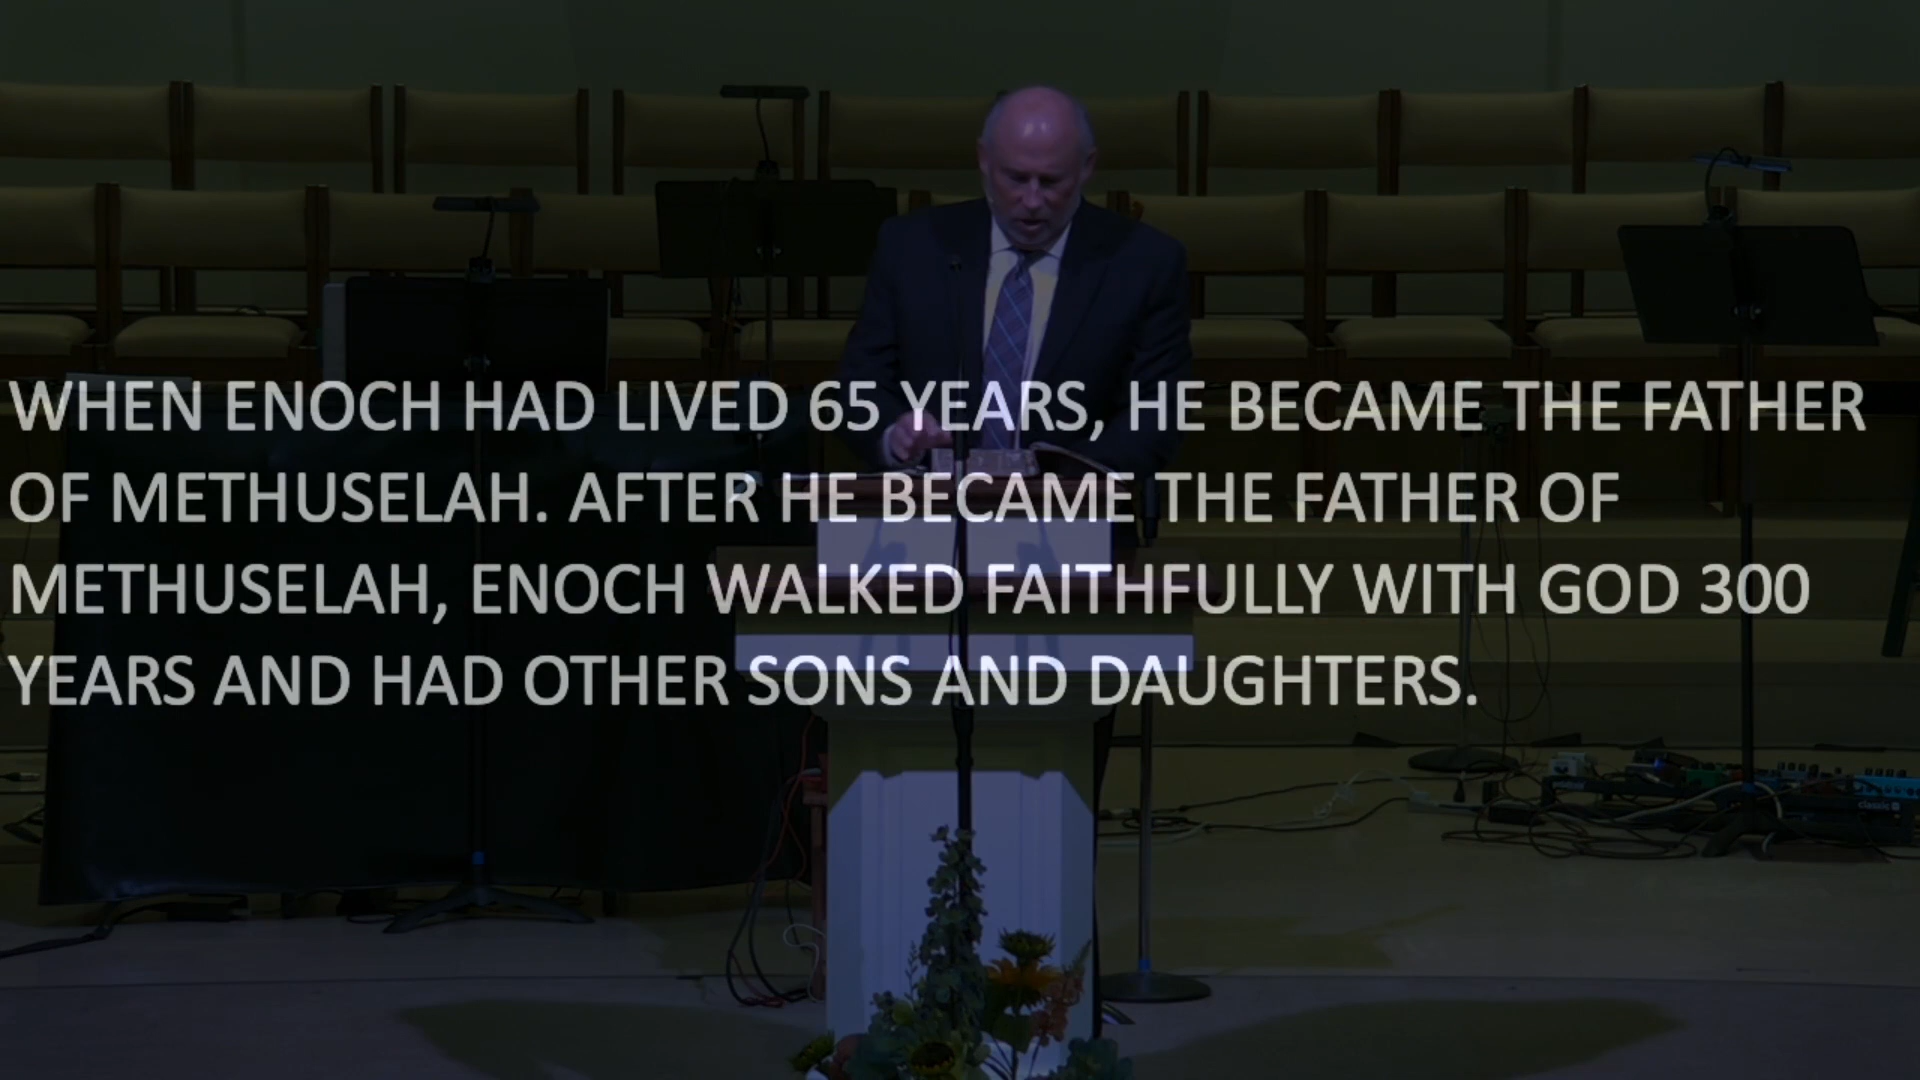 WHEN ENOCH HAD LIVED 65 YEARS, HE BECAME THE FATHER
OF METHUSELAH. AFTER HE BECAME THE FATHER OF
METHUSELAH, ENOCH WALKED FAITHFULLY WITH GOD 300
YEARS AND HAD OTHER SONS AND DAUGHTERS.
classic